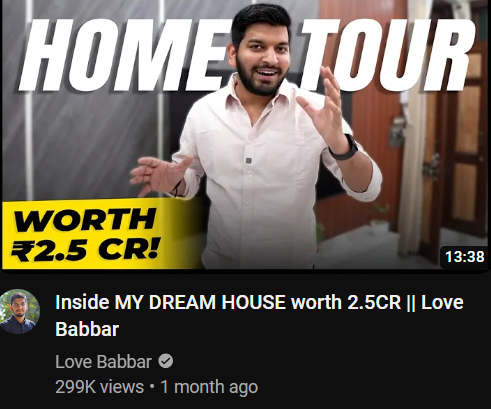 HOME TOUR
WORTH
₹2.5 CR!
13:38
Inside MY DREAM HOUSE worth 2.5CR || Love
Babbar
Love Babbar
299K views • 1 month ago